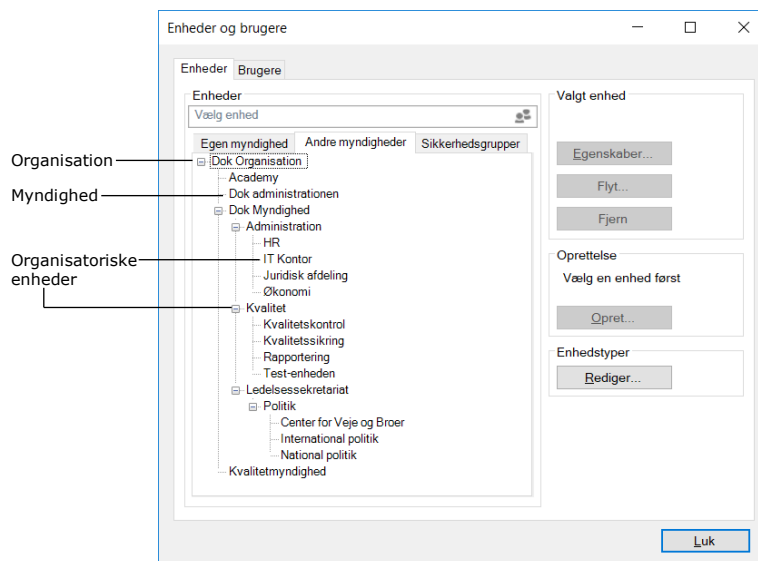 Enheder og brugere
Enheder Brugere
Enheder
Vælg enhed
Egen myndighed Andre myndigheder Sikkerhedsgrupper
Dok Organisation
Academy
Dok administrationen
Dok Myndighed
Administration
HR
IT Kontor
Juridisk afdeling
Økonomi
Kvalitet
Kvalitetskontrol
Kvalitetssikring
Rapportering
Test-enheden
Ledelsessekretariat
Politik
Center for Veje og Broer
International politik
National politik
Kvalitetmyndighed
Valgt enhed
Egenskaber...
Flyt...
Fjern
Oprettelse
Vælg en enhed først
Opret...
Enhedstyper
Rediger...
Luk
Organisation
Myndighed
Organisatoriske
enheder